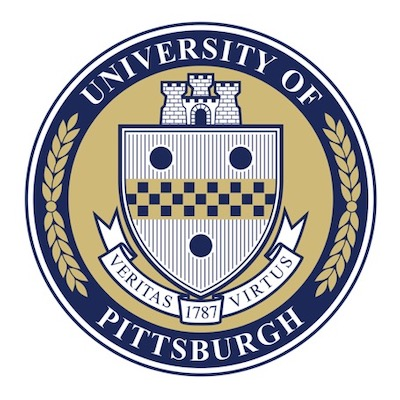 UNIVERSITY OF
VERITAS
1787
VIRTUS
PITTSBURGH